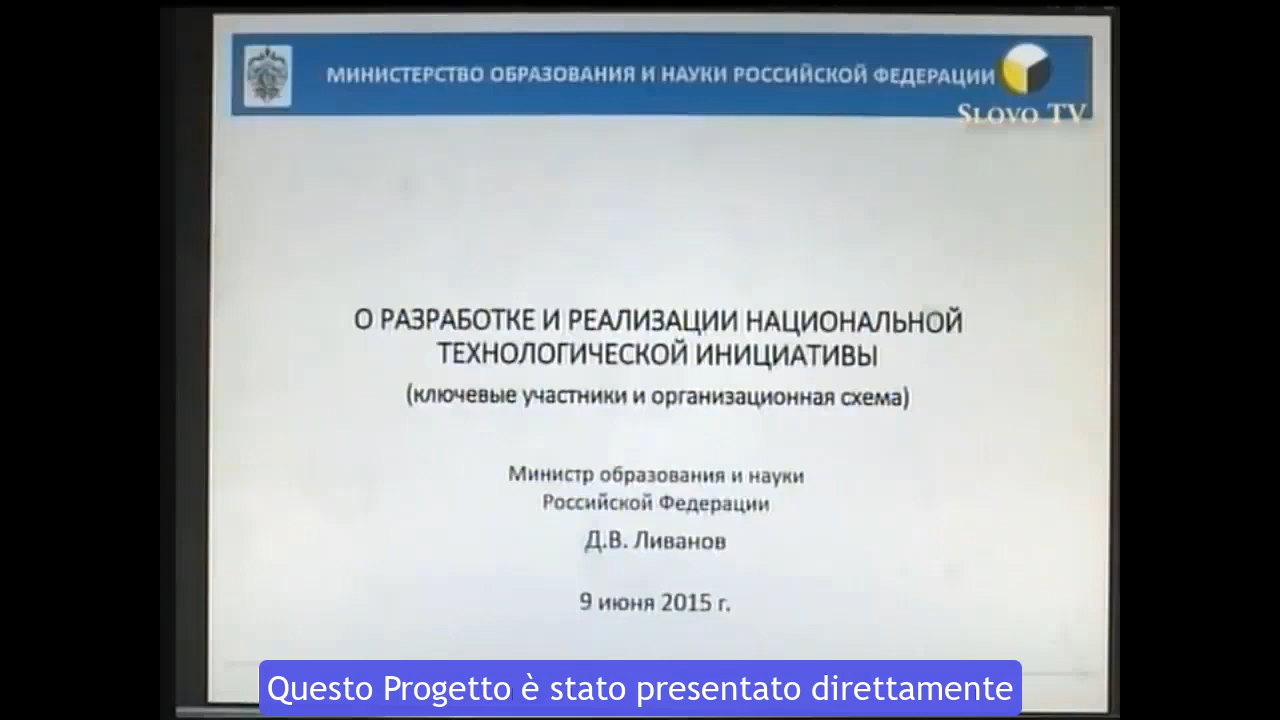 МИНИСТЕРСТВО ОБРАЗОВАНИЯ И НАУКИ РОССИЙСКОЙ ФЕДЕРАЦИИ
SLOVO TV
О РАЗРАБОТКЕ И РЕАЛИЗАЦИИ НАЦИОНАЛЬНОЙ
ТЕХНОЛОГИЧЕСКОЙ ИНИЦИАТИВЫ
(ключевые участники и организационная схема)
Министр образования и науки
Российской Федерации
Д.В. Ливанов
9 июня 2015 г.
Questo Progetto è stato presentato direttamente